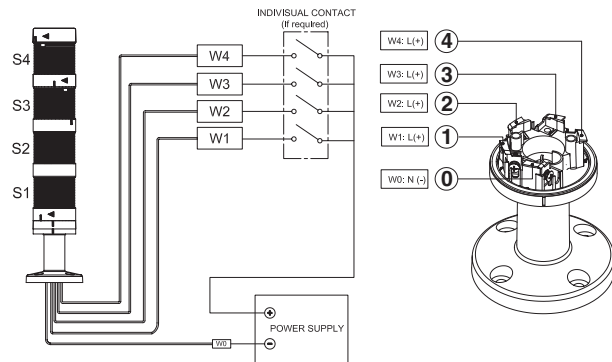 INDIVISUAL CONTACT
(If required)
S4
S3
S2
S1
W4
W3
W2
W1
W0
+
POWER SUPPLY
−
W4: L(+) 4
W3: L(+) 3
W2: L(+) 2
W1: L(+) 1
W0: N (-) 0